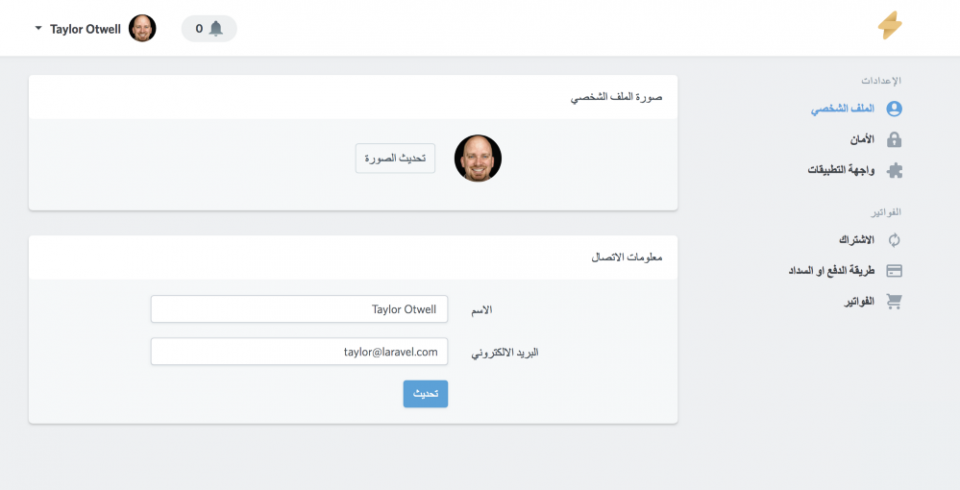 Taylor Otwell
0
الإعدادات
الملف الشخصي
الأمان
واجهة التطبيقات
الفواتير
الاشتراك
طريقة الدفع او السداد
الفواتير
صورة الملف الشخصي
تحديث الصورة
معلومات الاتصال
الاسم
Taylor Otwell
البريد الالكتروني
taylor@laravel.com
تحديث